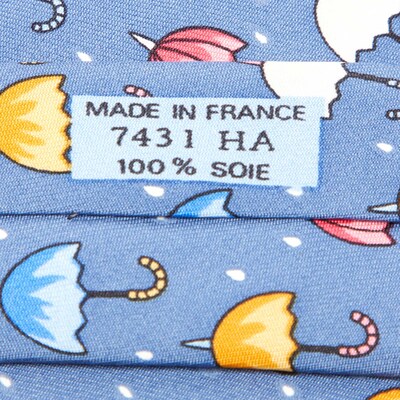 MADE IN FRANCE
7431 HA
100% SOIE